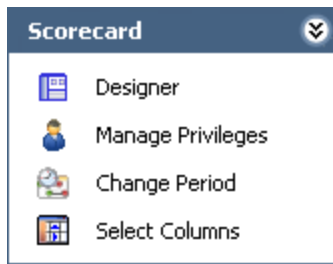 Scorecard
Designer
Manage Privileges
Change Period
Select Columns